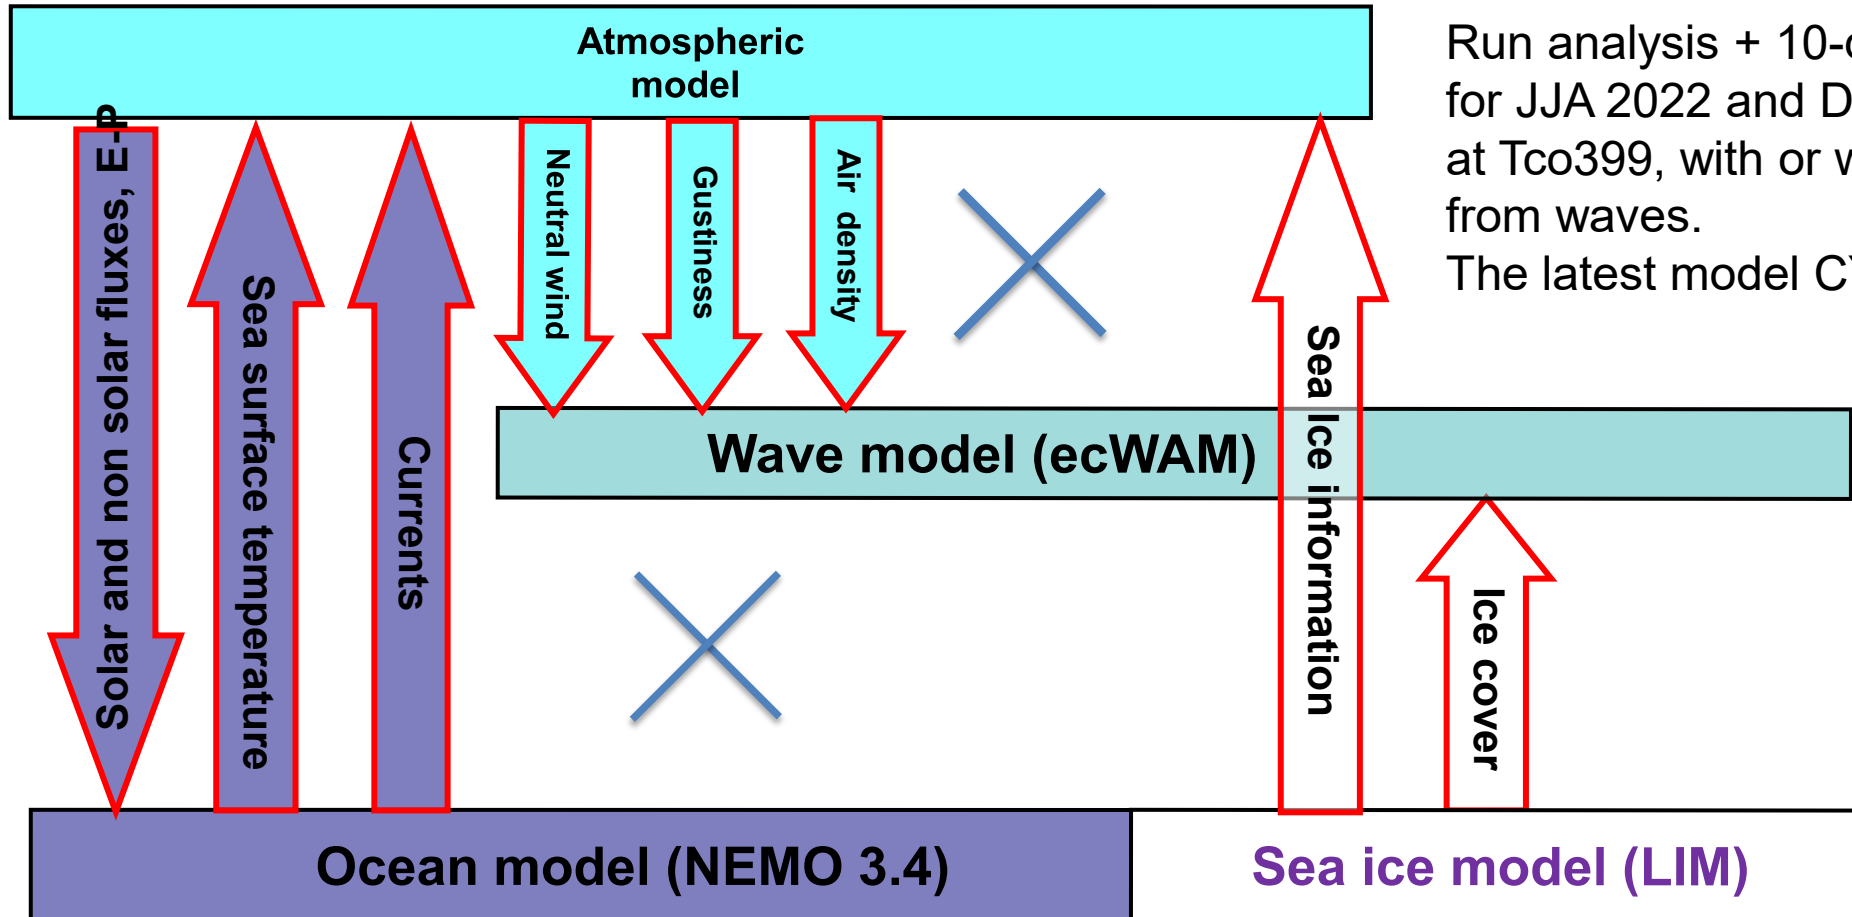 Atmospheric
model
Run analysis + 10-
for JJA 2022 and D
at Tco399, with or w
from waves.
The latest model CY
Solar and non solar fluxes, E-P
Sea surface temperature
Currents
Neutral wind
Gustiness
Air density
Sea Ice information
Wave model (ecWAM)
Ice cover
Ocean model (NEMO 3.4)
Sea ice model (LIM)